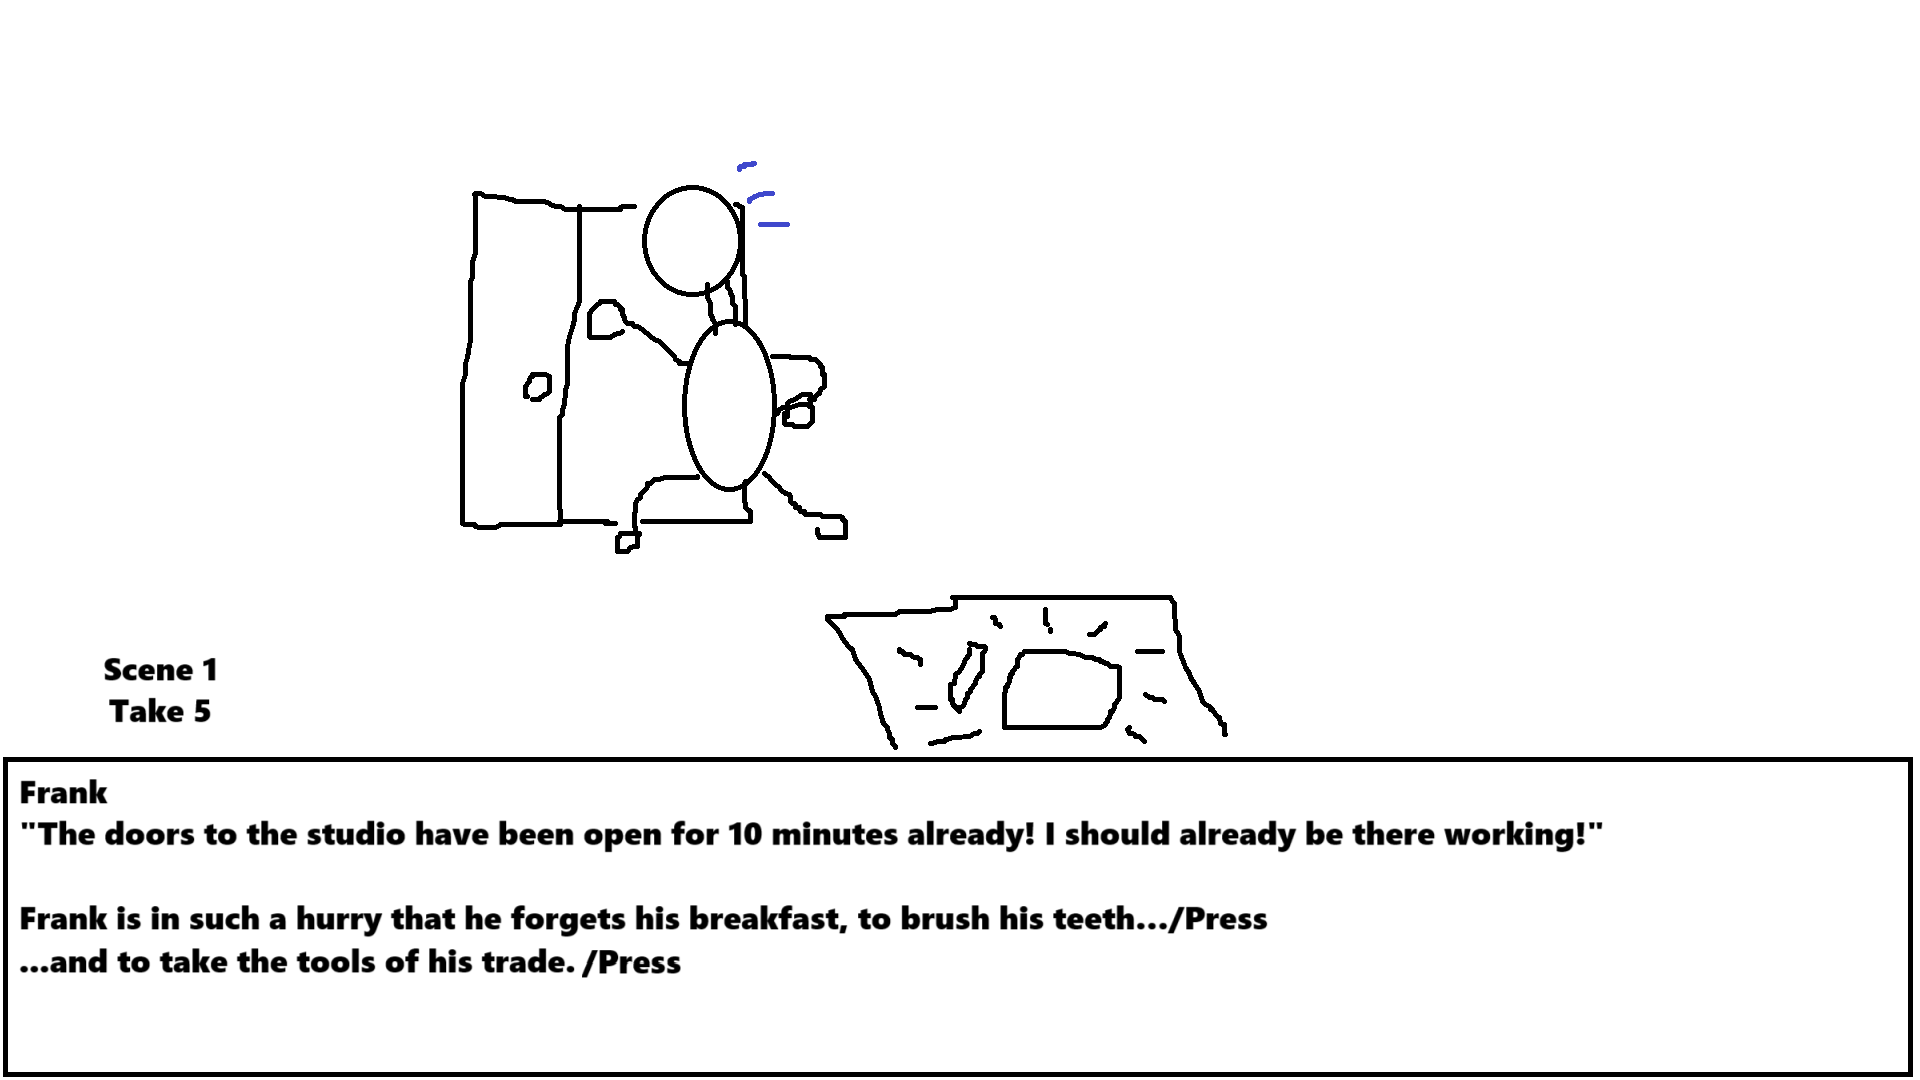 Scene 1
Take 5
Frank
"The doors to the studio have been open for 10 minutes already! I should already be there working!"
Frank is in such a hurry that he forgets his breakfast, to brush his teeth.../Press
...and to take the tools of his trade. /Press